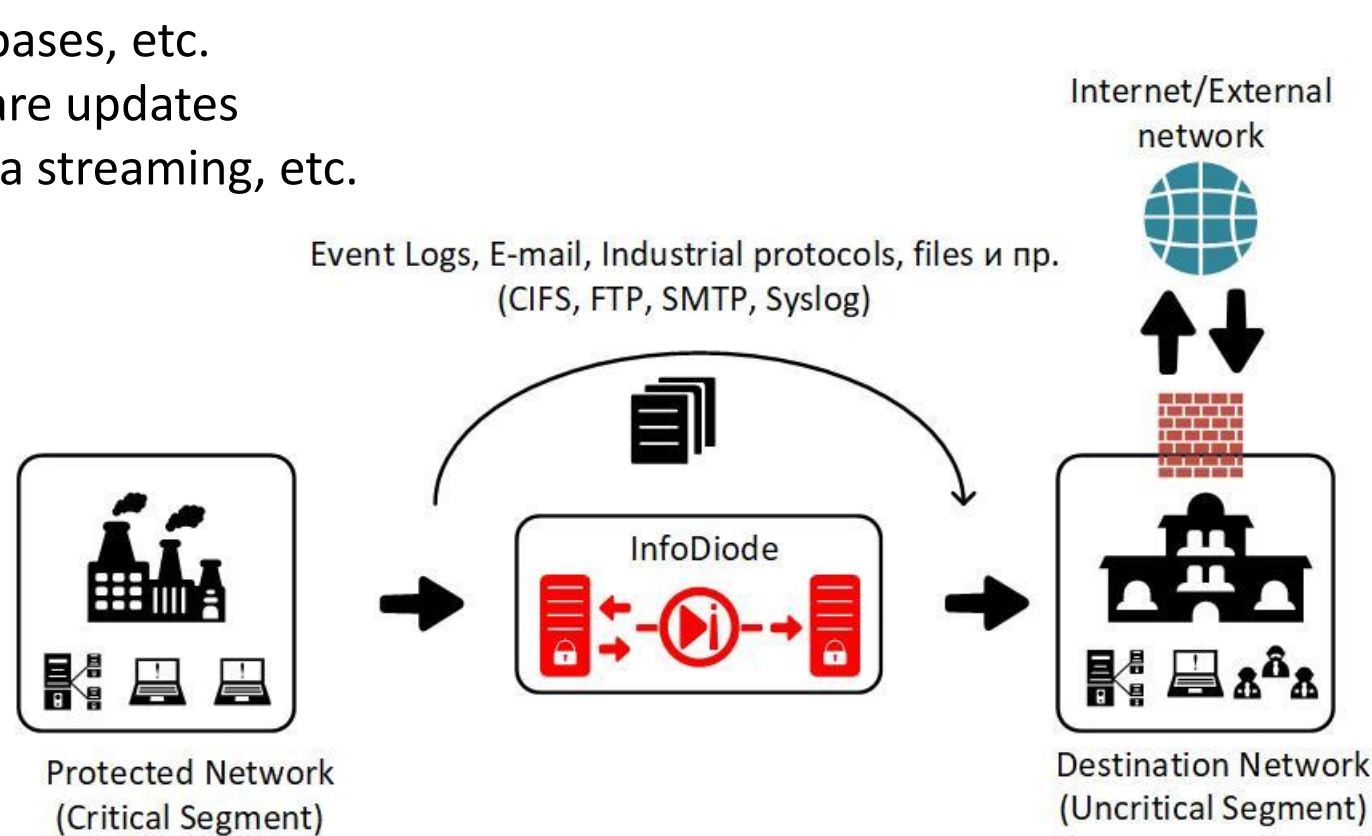 bases, etc.
are updates
a streaming, etc.
Internet/External
network
Event Logs, E-mail, Industrial protocols, files и пр.
(CIFS, FTP, SMTP, Syslog)
InfoDiode
Protected Network
(Critical Segment)
Destination Network
(Uncritical Segment)